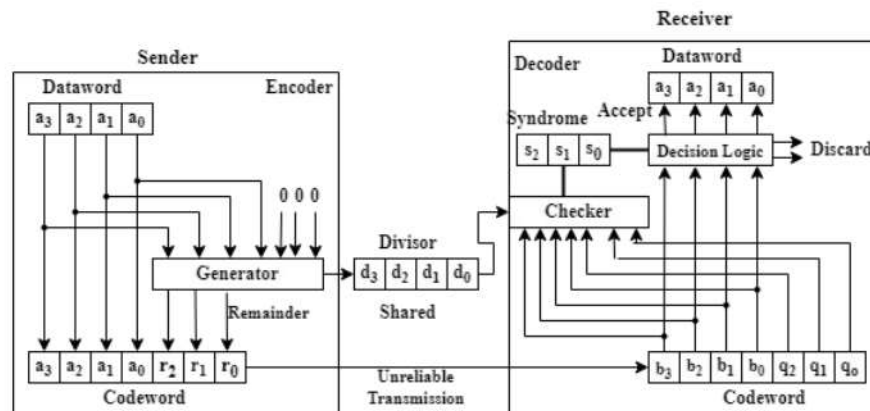 Sender
Receiver
Dataword
Encoder
a3 a2 a1 a0
0 0 0
Generator
Remainder
a3 a2 a1 a0 r2 r1 r0
Codeword
Divisor
d3 d2 d1 d0
Shared
Unreliable
Transmission
Decoder
Dataword
a3 a2 a1 a0
Accept
Syndrome
s2 s1 s0
Decision Logic
Discard
Checker
b3 b2 b1 b0 q2 q1 qo
Codeword